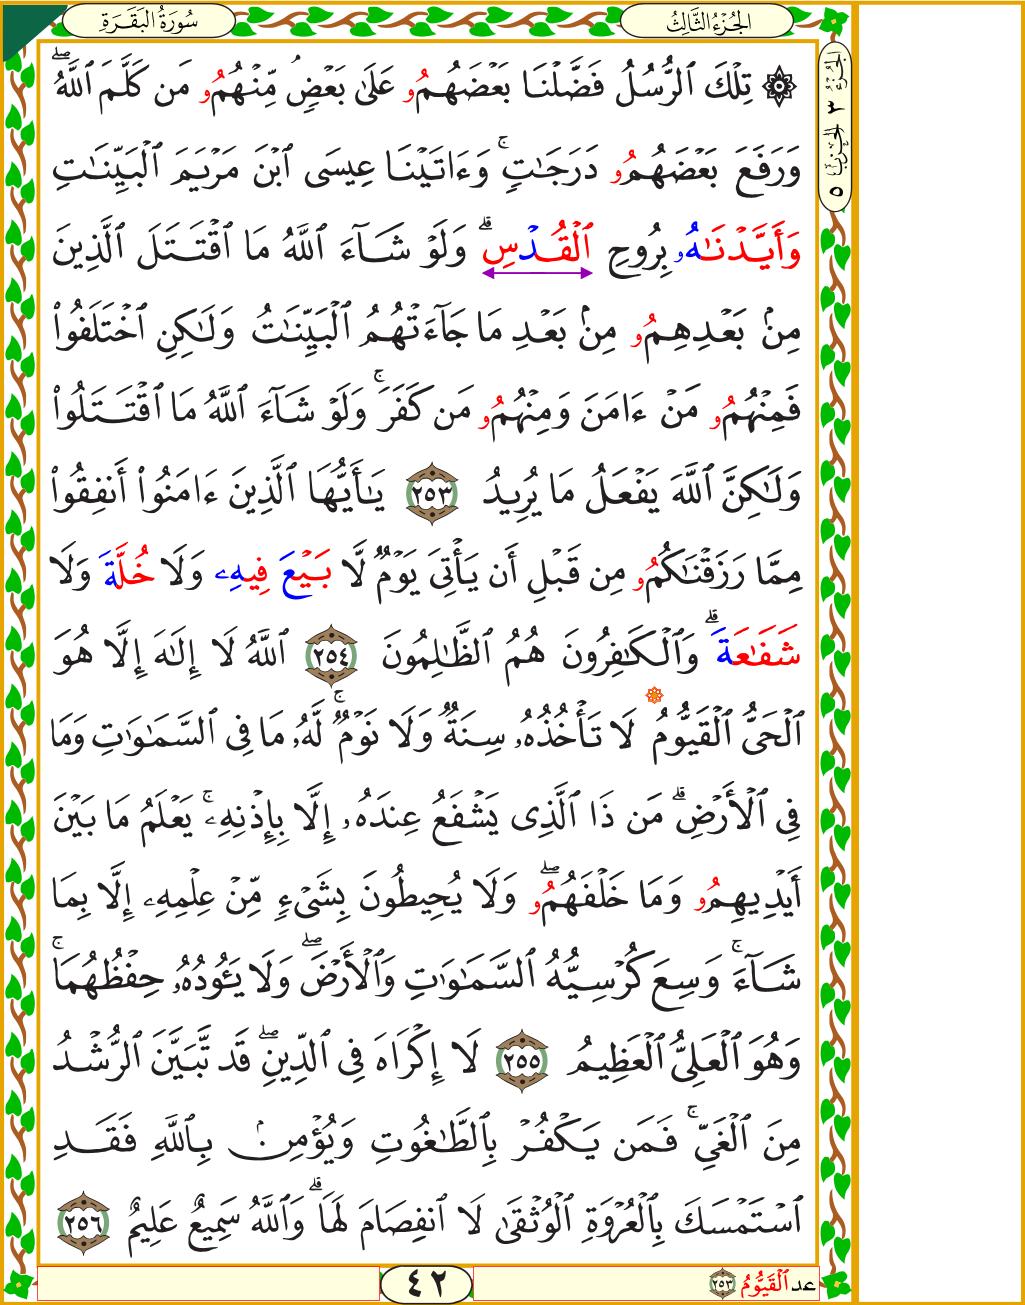 سُورَةُ البَقَرَةِ
الجُزْءُ الثَّالِثُ
الجُزْءُ ٣ الحِزْبُ ٥
۞ تِلْكَ ٱلرُّسُلُ فَضَّلْنَا بَعْضَهُمُۥ عَلَىٰ بَعْضٖ مِّنْهُمُۥ مَن كَلَّمَ ٱللَّهُۖ
وَرَفَعَ بَعْضَهُمُۥ دَرَجَٰتٖۚ وَءَاتَيْنَا عِيسَى ٱبْنَ مَرْيَمَ ٱلْبَيِّنَٰتِ
وَأَيَّدْنَٰهُۥ بِرُوحِ ٱلْقُدْسِۗ وَلَوْ شَآءَ ٱللَّهُ مَا ٱقْتَتَلَ ٱلَّذِينَ
مِنۢ بَعْدِهِمُۥ مِنۢ بَعْدِ مَا جَآءَتْهُمُ ٱلْبَيِّنَٰتُ وَلَٰكِنِ ٱخْتَلَفُوا۟
فَمِنْهُمُۥ مَنْ ءَامَنَ وَمِنْهُمُۥ مَن كَفَرَۚ وَلَوْ شَآءَ ٱللَّهُ مَا ٱقْتَتَلُوا۟
وَلَٰكِنَّ ٱللَّهَ يَفْعَلُ مَا يُرِيدُ ٢٥٣ يَٰٓأَيُّهَا ٱلَّذِينَ ءَامَنُوٓا۟ أَنفِقُوا۟
مِمَّا رَزَقْنَٰكُمُۥ مِن قَبْلِ أَن يَأْتِىَ يَوْمٞ لَّا بَيْعَ فِيهِۦ وَلَا خُلَّةَ وَلَا
شَفَٰعَةَۗ وَٱلْكَٰفِرُونَ هُمُ ٱلظَّٰلِمُونَ ٢٥٤ ٱللَّهُ لَا إِلَٰهَ إِلَّا هُوَ
ٱلْحَىُّ ٱلْقَيُّومُ لَا تَأْخُذُهُۥ سِنَةٞ وَلَا نَوْمٞۚ لَّهُۥ مَا فِى ٱلسَّمَٰوَٰتِ وَمَا
فِى ٱلْأَرْضِۗ مَن ذَا ٱلَّذِى يَشْفَعُ عِندَهُۥ إِلَّا بِإِذْنِهِۦۚ يَعْلَمُ مَا بَيْنَ
أَيْدِيهِمُۥ وَمَا خَلْفَهُمُۥۖ وَلَا يُحِيطُونَ بِشَىْءٖ مِّنْ عِلْمِهِۦ إِلَّا بِمَا
شَآءَۚ وَسِعَ كُرْسِيُّهُ ٱلسَّمَٰوَٰتِ وَٱلْأَرْضَۖ وَلَا يَـُٔودُهُۥ حِفْظُهُمَاۚ
وَهُوَ ٱلْعَلِىُّ ٱلْعَظِيمُ ٢٥٥ لَا إِكْرَاهَ فِى ٱلدِّينِۖ قَد تَّبَيَّنَ ٱلرُّشْدُ
مِنَ ٱلْغَىِّۚ فَمَن يَكْفُرْ بِٱلطَّٰغُوتِ وَيُؤْمِنۢ بِٱللَّهِ فَقَدِ
ٱسْتَمْسَكَ بِٱلْعُرْوَةِ ٱلْوُثْقَىٰ لَا ٱنفِصَامَ لَهَاۗ وَٱللَّهُ سَمِيعٌ عَلِيمٌ ٢٥٦
عد ٱلْقَيُّومُ ٢٥٣
٤٢